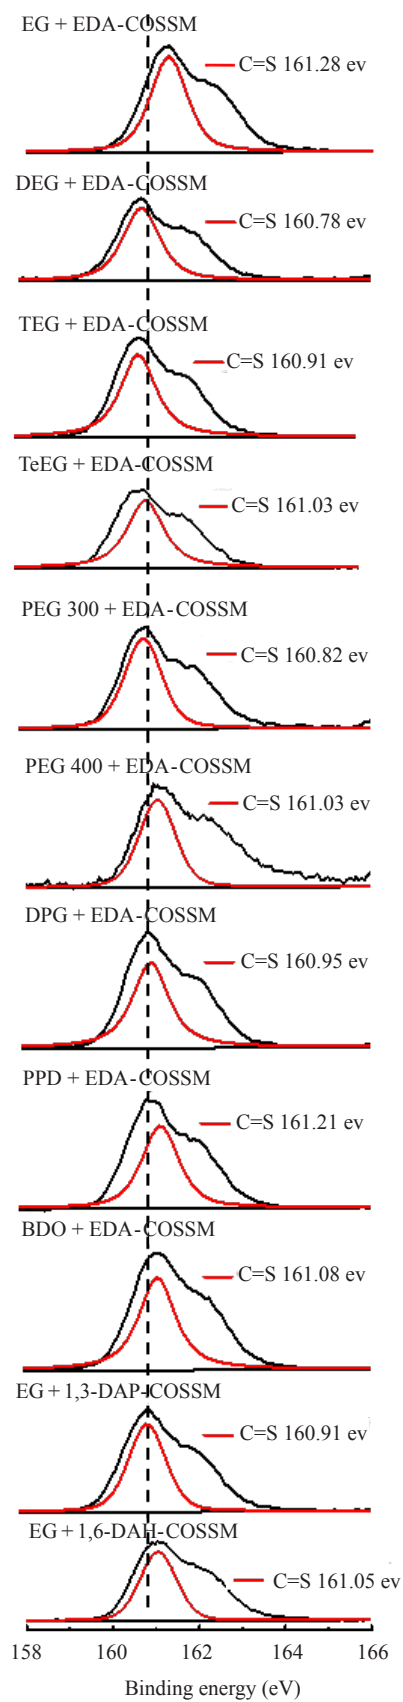 EG + EDA-COSSM
C=S 161.28 ev
DEG + EDA-COSSM
C=S 160.78 ev
TEG + EDA-COSSM
C=S 160.91 ev
TeEG + EDA-COSSM
C=S 161.03 ev
PEG 300 + EDA-COSSM
C=S 160.82 ev
PEG 400 + EDA-COSSM
C=S 161.03 ev
DPG + EDA-COSSM
C=S 160.95 ev
PPD + EDA-COSSM
C=S 161.21 ev
BDO + EDA-COSSM
C=S 161.08 ev
EG + 1,3-DAP-COSSM
C=S 160.91 ev
EG + 1,6-DAH-COSSM
C=S 161.05 ev
158 160 162 164 166
Binding energy (eV)